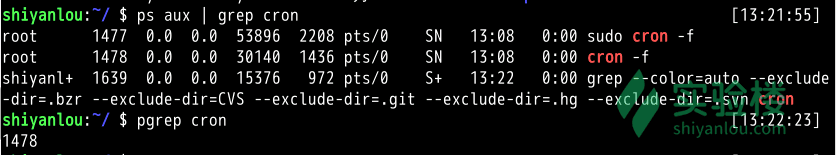 shiyanlou:~/ $ ps aux | grep cron [13:21:55]
root 1477 0.0 0.0 53896 2208 pts/0 SN 13:08 0:00 sudo cron -f
root 1478 0.0 0.0 30140 1436 pts/0 SN 13:08 0:00 cron -f
shiyanl+ 1639 0.0 0.0 15376 972 pts/0 S+ 13:22 0:00 grep --color=auto --exclude
-dir=.bzr --exclude-dir=CVS --exclude-dir=.git --exclude-dir=.hg --exclude-dir=.svn cron
shiyanlou:~/ $ pgrep cron [13:22:23]
1478
实验楼
shiyanlou.com